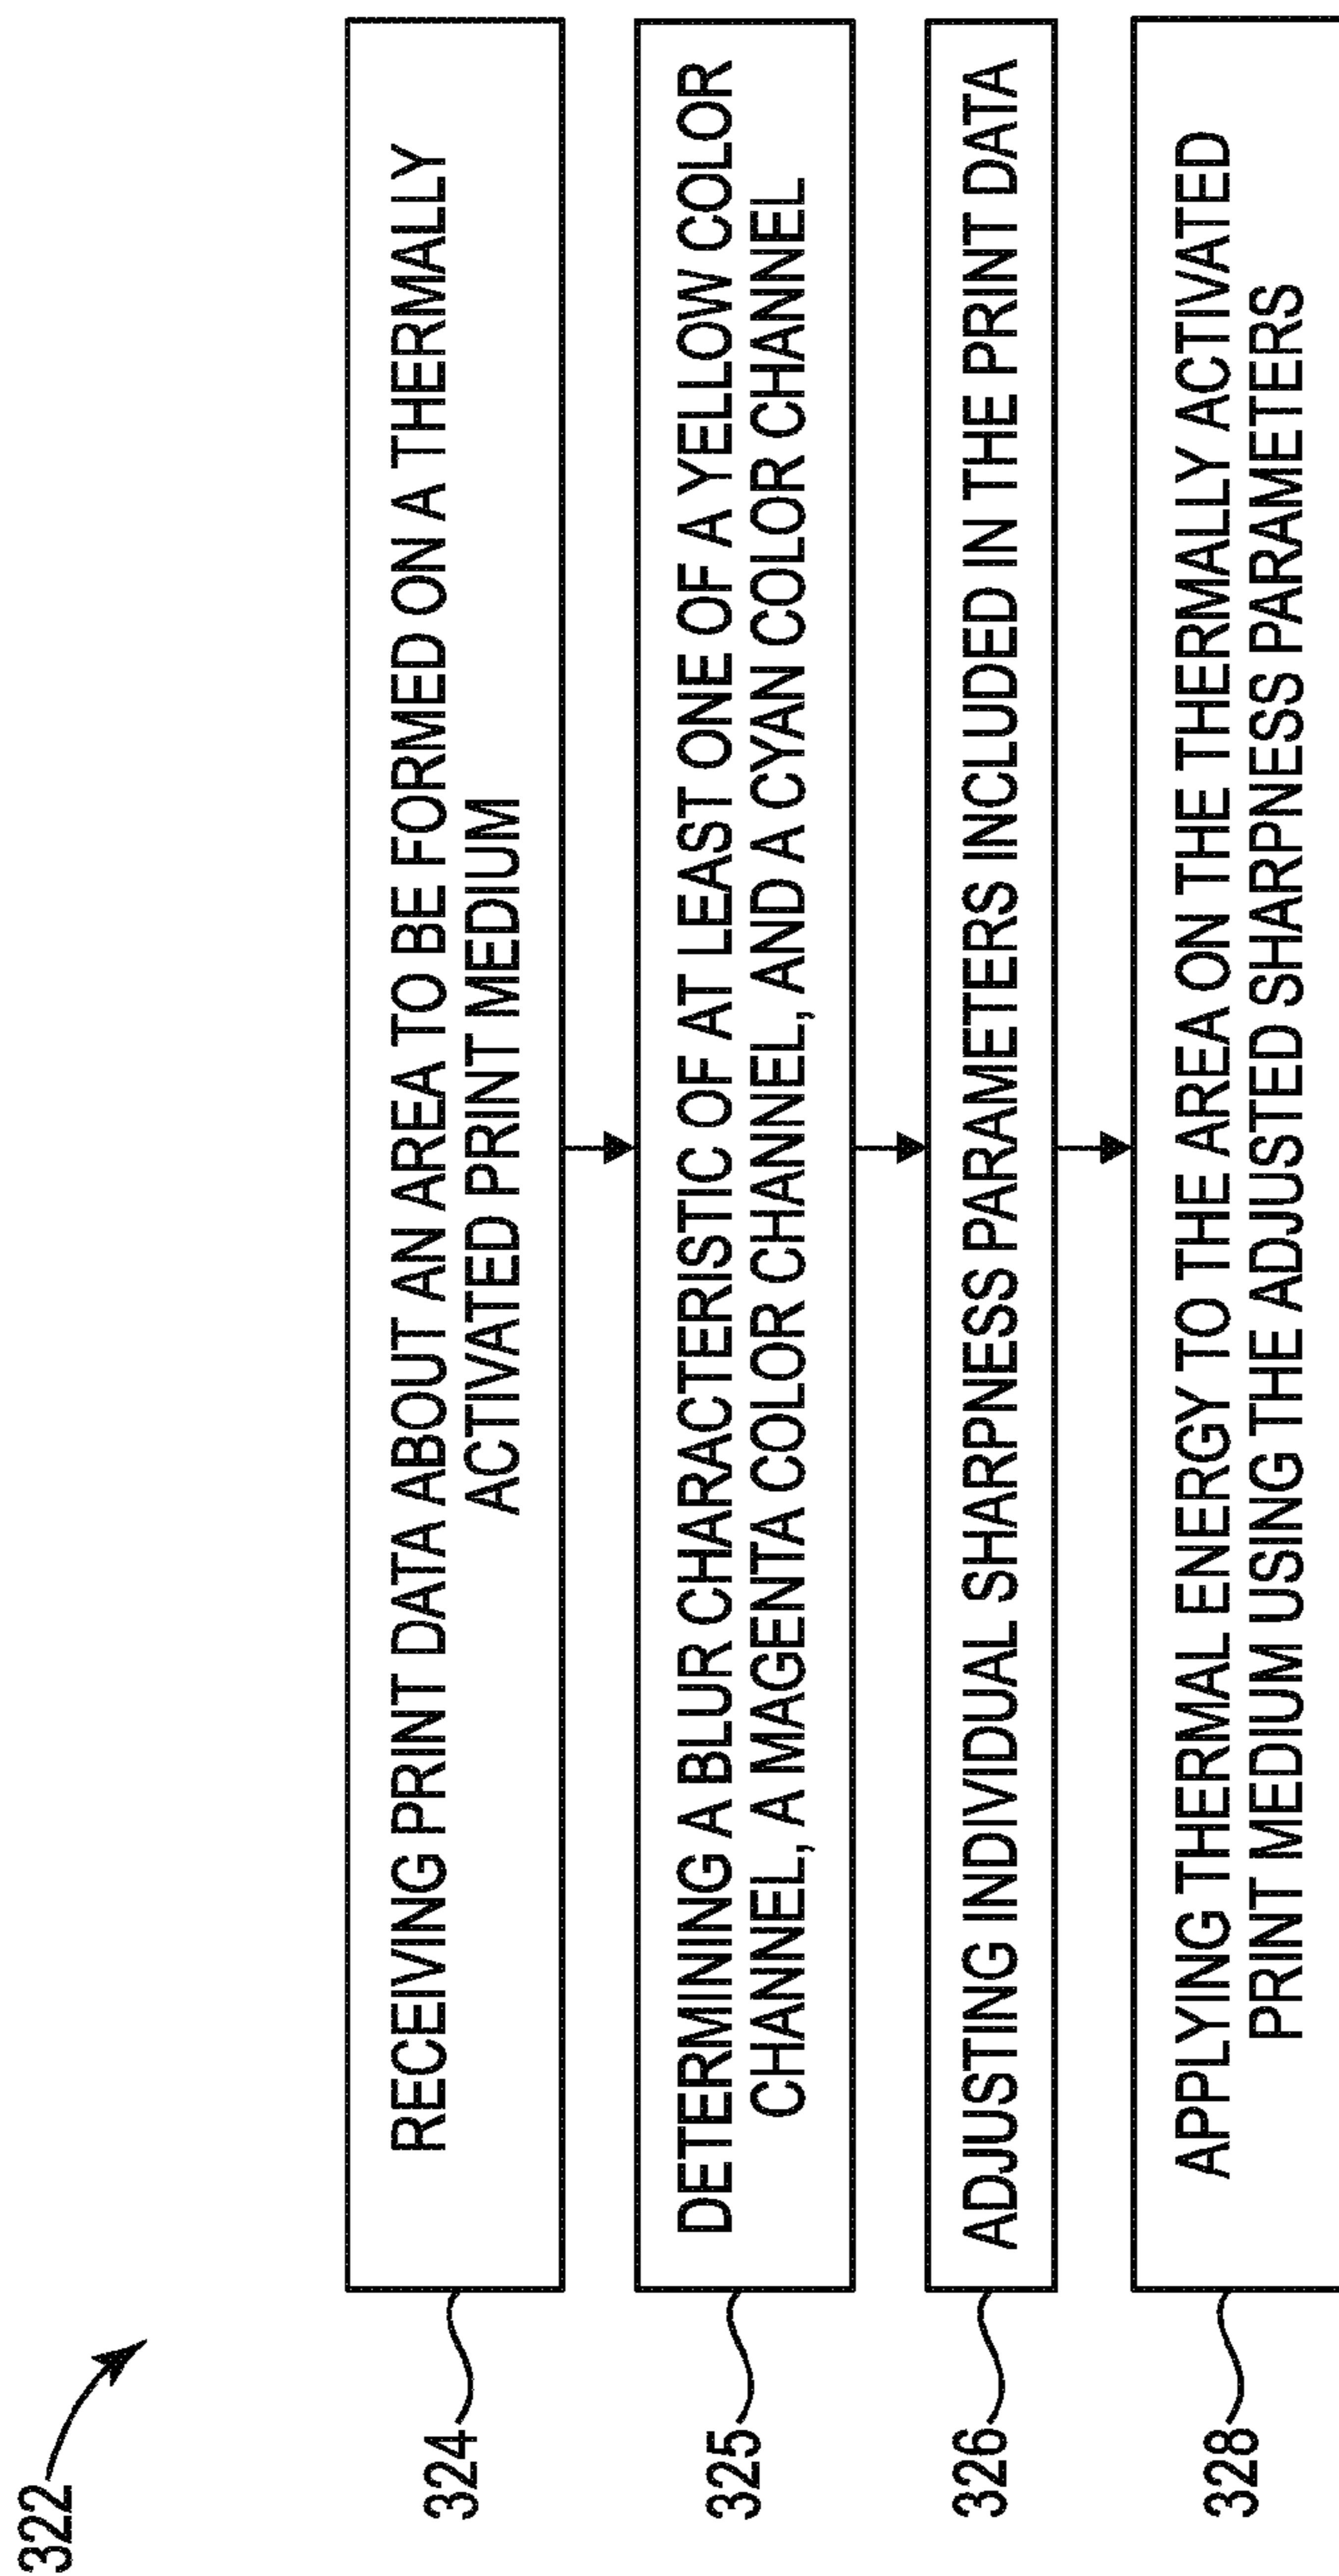 322
324
RECEIVING PRINT DATA ABOUT AN AREA TO BE FORMED ON A THERMALLY
ACTIVATED PRINT MEDIUM
325
DETERMINING A BLUR CHARACTERISTIC OF AT LEAST ONE OF A YELLOW COLOR
CHANNEL, A MAGENTA COLOR CHANNEL, AND A CYAN COLOR CHANNEL
326
ADJUSTING INDIVIDUAL SHARPNESS PARAMETERS INCLUDED IN THE PRINT DATA
328
APPLYING THERMAL ENERGY TO THE AREA ON THE THERMALLY ACTIVATED
PRINT MEDIUM USING THE ADJUSTED SHARPNESS PARAMETERS